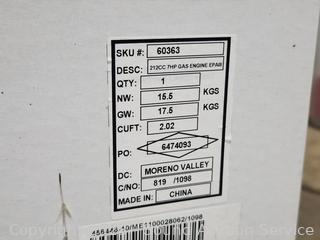 SKU #: 60363
DESC: 212CC 7HP GAS ENGINE EPAIII
QTY: 1
NW: 15.5 KGS
GW: 17.5 KGS
CUFT: 2.02
PO: 6474093
DC: MORENO VALLEY
C/NO: 819 /1098
MADE IN: CHINA